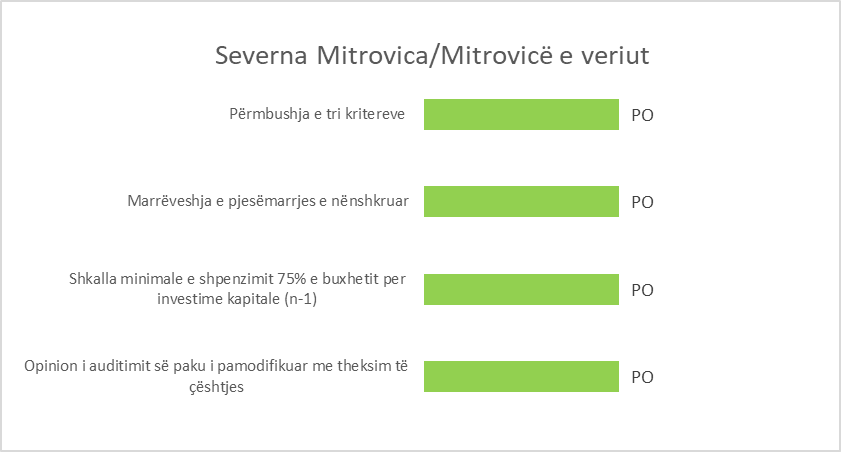 Severna Mitrovica/Mitrovicë e veriut
Përmbushja e tri kritereve
PO
Marrëveshja e pjesëmarrjes e nënshkruar
PO
Shkalla minimale e shpenzimit 75% e buxhetit per
investime kapitale (n-1)
PO
Opinion i auditimit së paku i pamodifikuar me theksim të
çështjes
PO